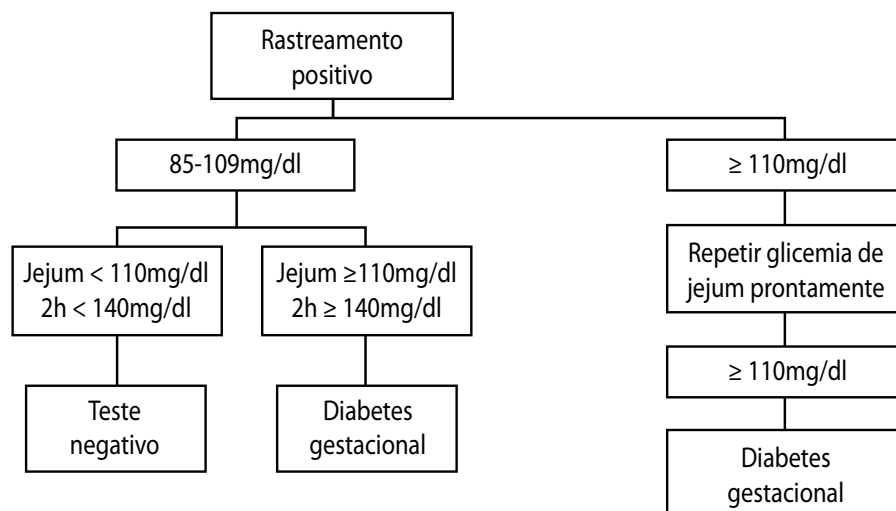 Rastreamento
positivo
85-109mg/dl
≥ 110mg/dl
Jejum < 110mg/dl
2h < 140mg/dl
Jejum ≥110mg/dl
2h ≥ 140mg/dl
Repetir glicemia de
jejum prontamente
≥ 110mg/dl
Teste
negativo
Diabetes
gestacional
Diabetes
gestacional